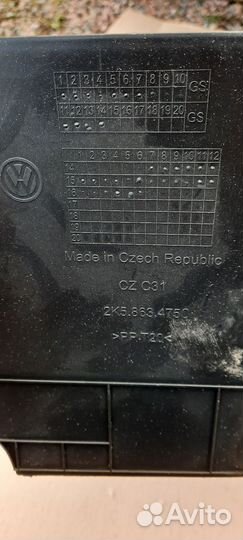 1 2 3 4 5 6 7 8 9 10 GS
11 12 13 14 15 16 17 18 19 20 GS
1 2 3 4 5 6 7 8 9 10 11 12
14
15
16
17
18
19
20
VW
Made in Czech Republic
CZ C31
2K5.863.475C
>PP-T20<
Avito